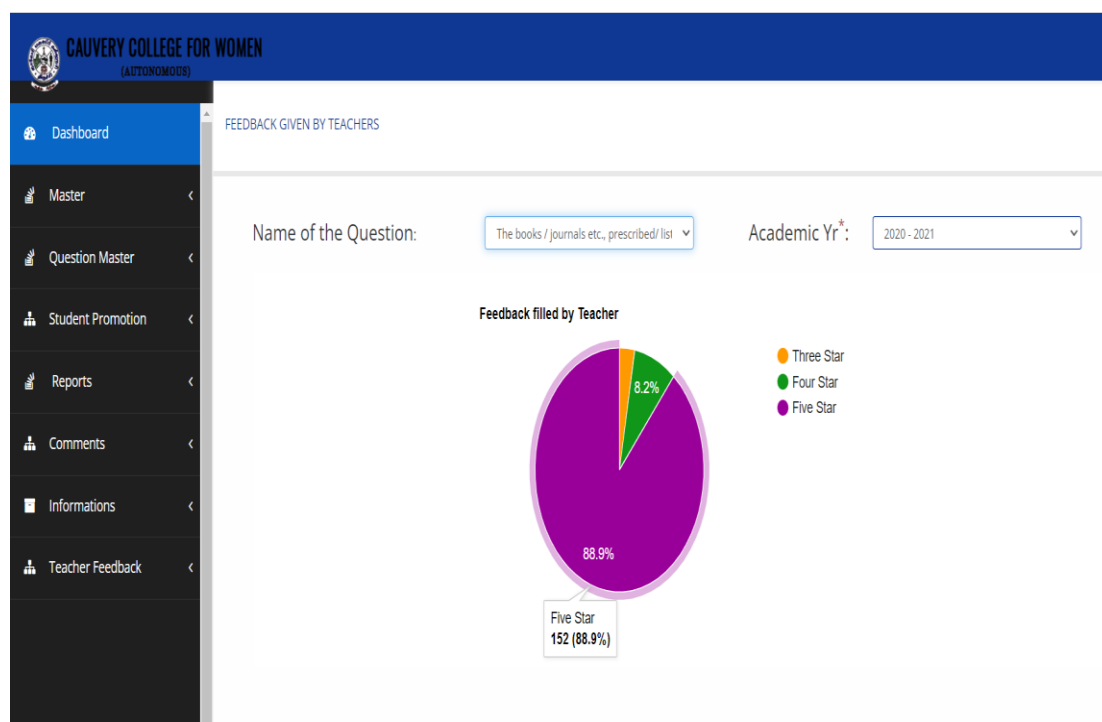 CAUVERY COLLEGE FOR WOMEN
(AUTONOMOUS)
Dashboard
Master
Question Master
Student Promotion
Reports
Comments
Informations
Teacher Feedback
FEEDBACK GIVEN BY TEACHERS
Name of the Question:
The books / journals etc., prescribed/ list
Academic Yr*:
2020 - 2021
Feedback filled by Teacher
8.2%
88.9%
Three Star
Four Star
Five Star
Five Star
152 (88.9%)